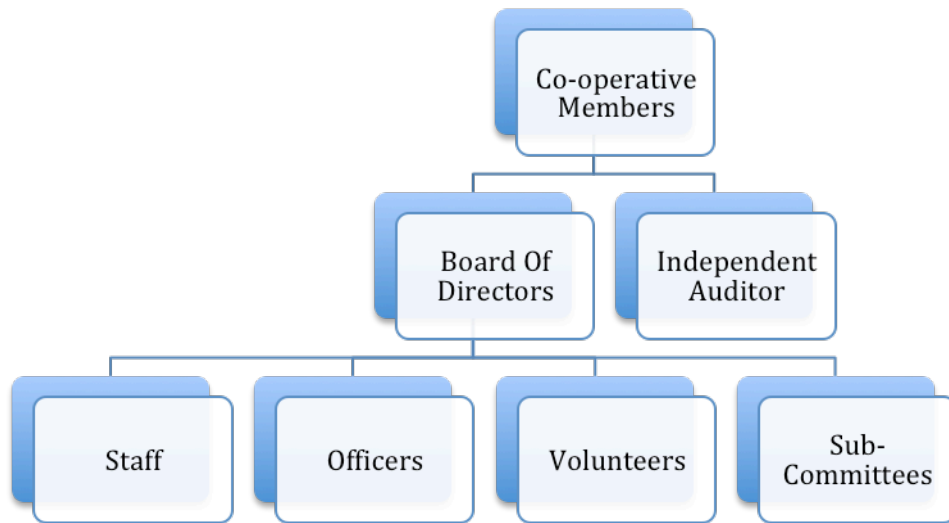 Co-operative
Members
Board Of
Directors
Independent
Auditor
Staff
Officers
Volunteers
Sub-
Committees